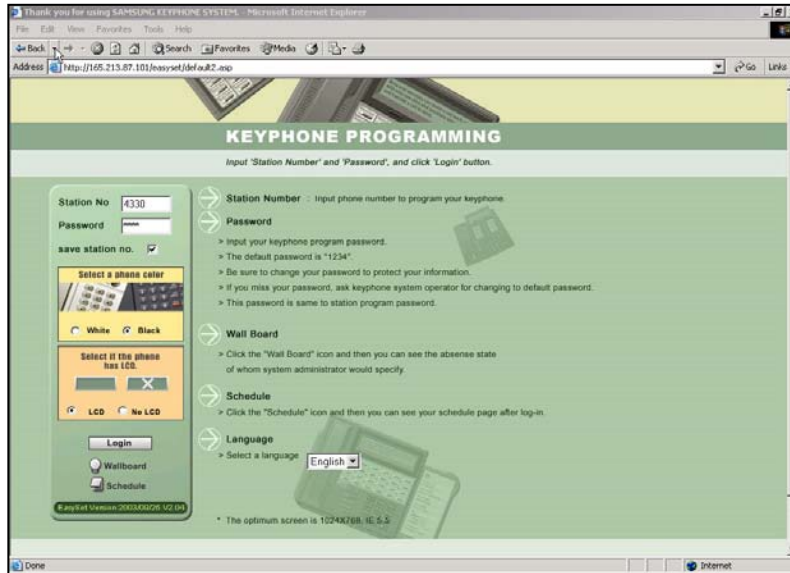 Thank you for using SAMSUNG KEYPHONE SYSTEM. - Microsoft Internet Explorer
File Edit View Favorites Tools Help
Back Search Favorites Media
Address http://165.213.87.101/easyset/default2.asp Go Links
KEYPHONE PROGRAMMING
Input 'Station Number' and 'Password', and click 'Login' button.
Station No 4330
Password
save station no.
Select a phone color
White Black
Select if the phone
has LCD.
LCD No LCD
Login
Wallboard
Schedule
EasySet Version:2003/09/26 V2.04
Station Number : Input phone number to program your keyphone.
Password
> Input your keyphone program password.
> The default password is "1234".
> Be sure to change your password to protect your information.
> If you miss your password, ask keyphone system operator for changing to default password.
> This password is same to station program password.
Wall Board
> Click the "Wall Board" icon and then you can see the absense state
of whom system administrator would specify.
Schedule
> Click the "Schedule" icon and then you can see your schedule page after log-in.
Language
> Select a language English
* The optimum screen is 1024X768, IE 5.5
Done Internet